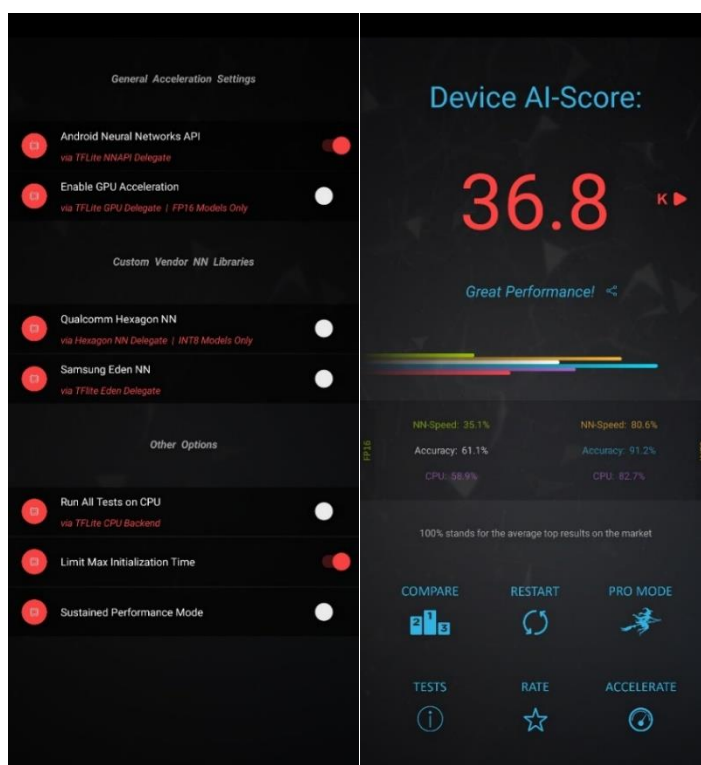 General Acceleration Settings
Android Neural Networks API
via TFLite NNAPI Delegate
Enable GPU Acceleration
via TFLite GPU Delegate | FP16 Models Only
Custom Vendor NN Libraries
Qualcomm Hexagon NN
via Hexagon NN Delegate | INT8 Models Only
Samsung Eden NN
via TFlite Eden Delegate
Other Options
Run All Tests on CPU
via TFLite CPU Backend
Limit Max Initialization Time
Sustained Performance Mode
Device AI-Score:
36.8 K
Great Performance!
FP16
NN-Speed: 35.1% NN-Speed: 80.6%
Accuracy: 61.1% Accuracy: 91.2%
CPU: 58.9% CPU: 82.7%
100% stands for the average top results on the market
COMPARE RESTART PRO MODE
2 1 3
TESTS RATE ACCELERATE